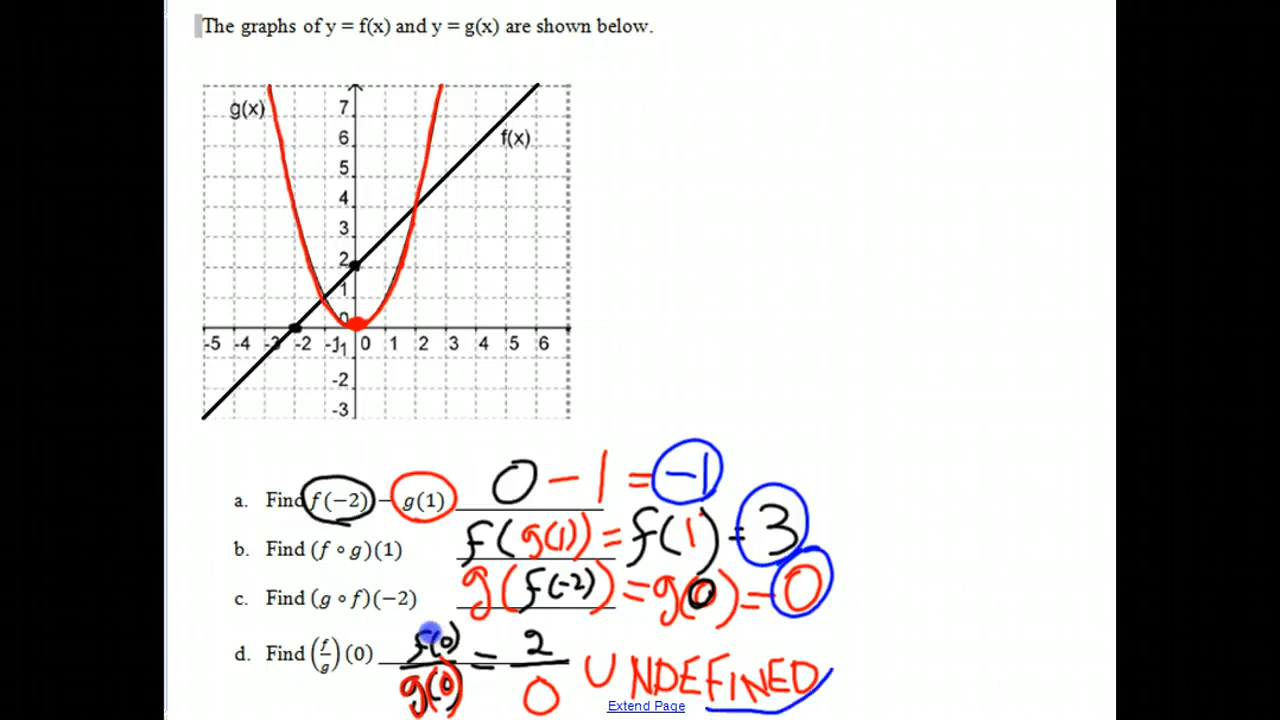 The graphs of y = f(x) and y = g(x) are shown below.
g(x)
f(x)
7
6
5
4
3
2
1
0
-5 -4 -3 -2 -1 0 1 2 3 4 5 6
-1
-2
-3
a. Find f(−2) − g(1) 0 − 1 = −1
b. Find (f ∘ g)(1) f(g(1)) = f(1) = 3
c. Find (g ∘ f)(−2) g(f(-2)) = g(0) = 0
d. Find (f/g)(0) f(0)/g(0) = 2/0 UNDEFINED
Extend Page